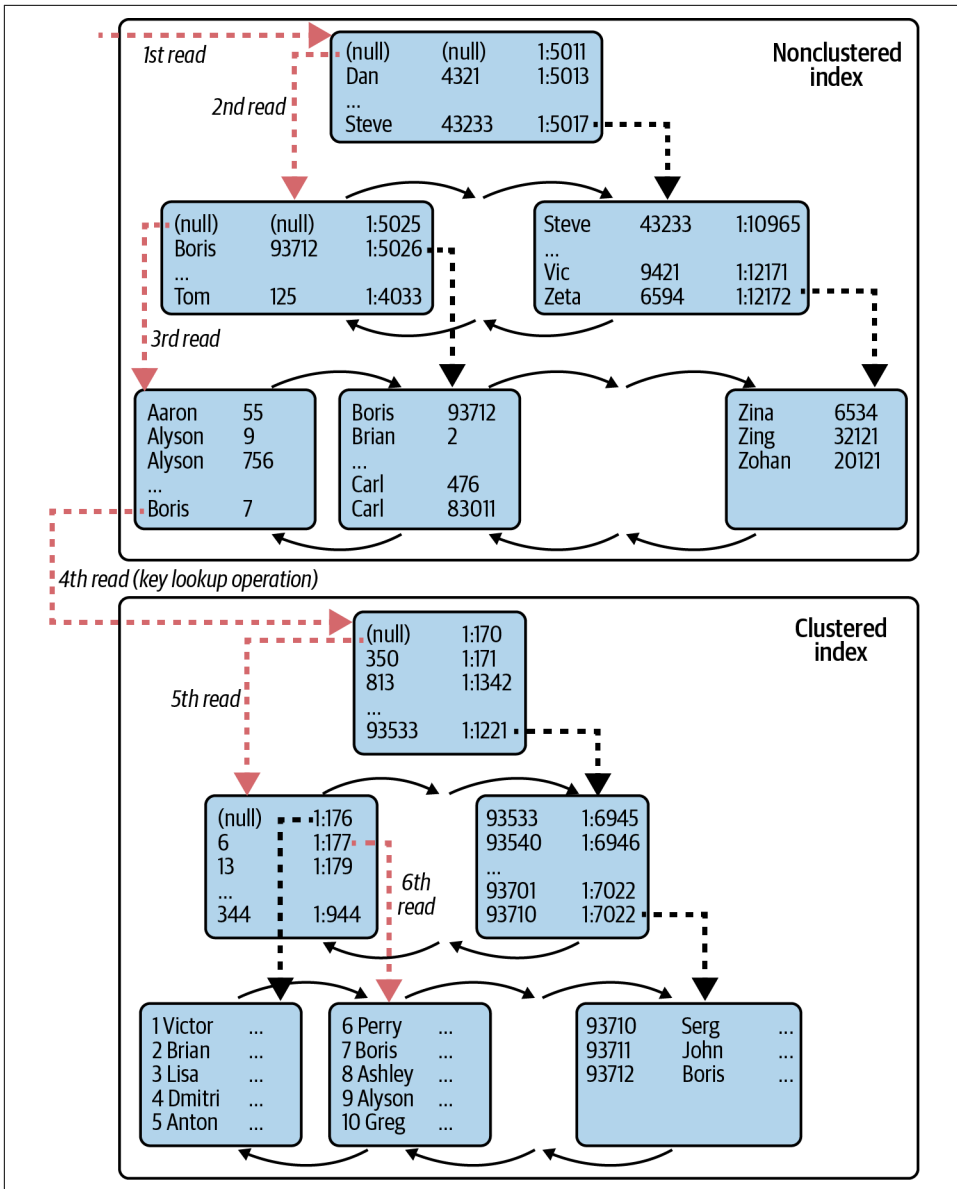 1st read
(null) (null) 1:5011
Dan 4321 1:5013
...
Steve 43233 1:5017
Nonclustered
index
2nd read
(null) (null) 1:5025
Boris 93712 1:5026
...
Tom 125 1:4033
Steve 43233 1:10965
...
Vic 9421 1:12171
Zeta 6594 1:12172
3rd read
Aaron 55
Alyson 9
Alyson 756
...
Boris 7
Boris 93712
Brian 2
...
Carl 476
Carl 83011
Zina 6534
Zing 32121
Zohan 20121
4th read (key lookup operation)
(null) 1:170
350 1:171
813 1:1342
...
93533 1:1221
Clustered
index
5th read
(null) 1:176
6 1:177
13 1:179
...
344 1:944
6th
read
93533 1:6945
93540 1:6946
...
93701 1:7022
93710 1:7022
1 Victor ...
2 Brian ...
3 Lisa ...
4 Dmitri ...
5 Anton ...
6 Perry ...
7 Boris ...
8 Ashley ...
9 Alyson ...
10 Greg ...
93710 Serg ...
93711 John ...
93712 Boris ...